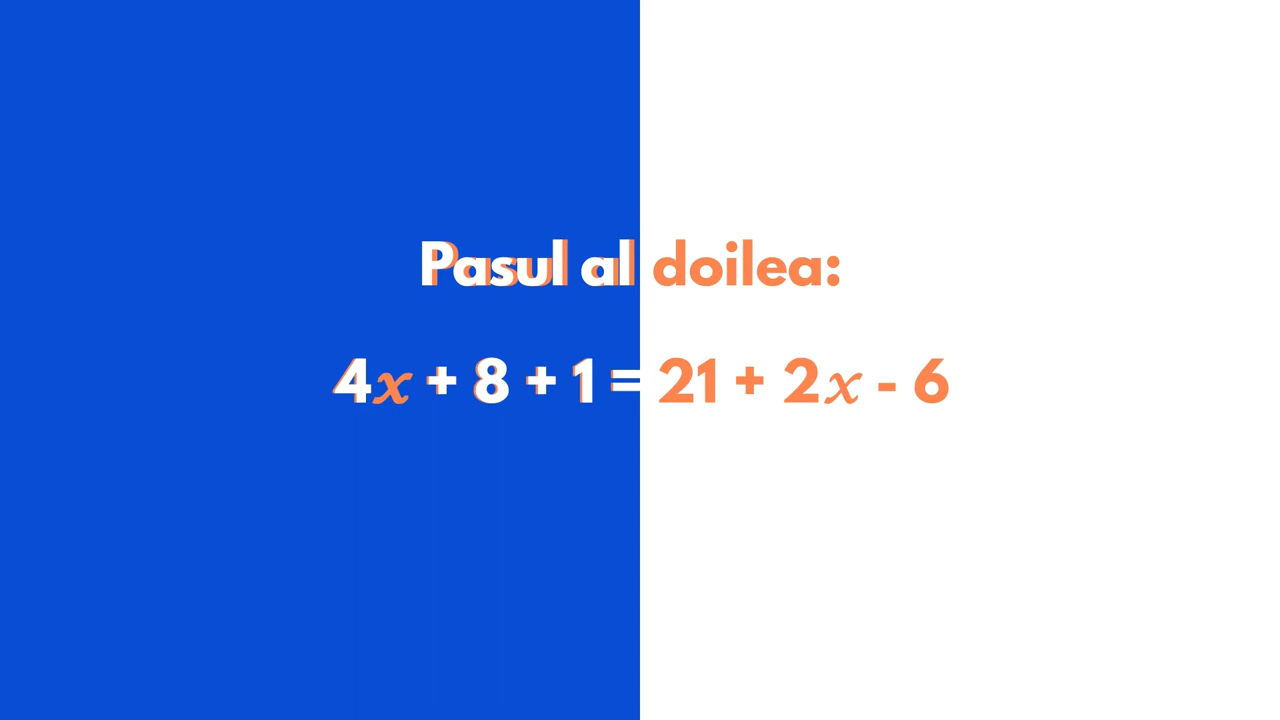 Pasul al doilea:
4x + 8 + 1 = 21 + 2x - 6